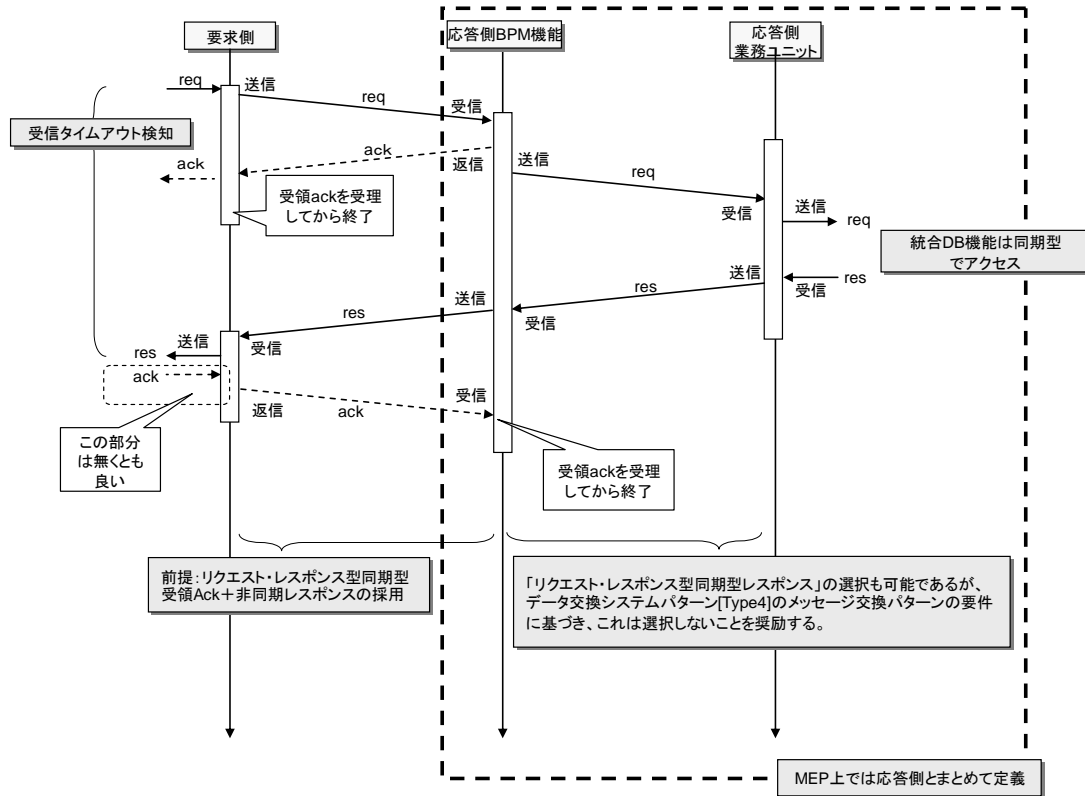 要求側
応答側BPM機能
応答側
業務ユニット
req
送信
req
受信
受信タイムアウト検知
ack
返信
送信
ack
req
受領ackを受理
してから終了
受信
送信
req
統合DB機能は同期型
でアクセス
送信
res
受信
res
受信
送信
res
受信
送信
res
ack
受信
返信
ack
この部分
は無くとも
良い
受領ackを受理
してから終了
前提:リクエスト・レスポンス型同期型
受領Ack+非同期レスポンスの採用
「リクエスト・レスポンス型同期型レスポンス」の選択も可能であるが、
データ交換システムパターン[Type4]のメッセージ交換パターンの要件
に基づき、これは選択しないことを奨励する。
MEP上では応答側とまとめて定義